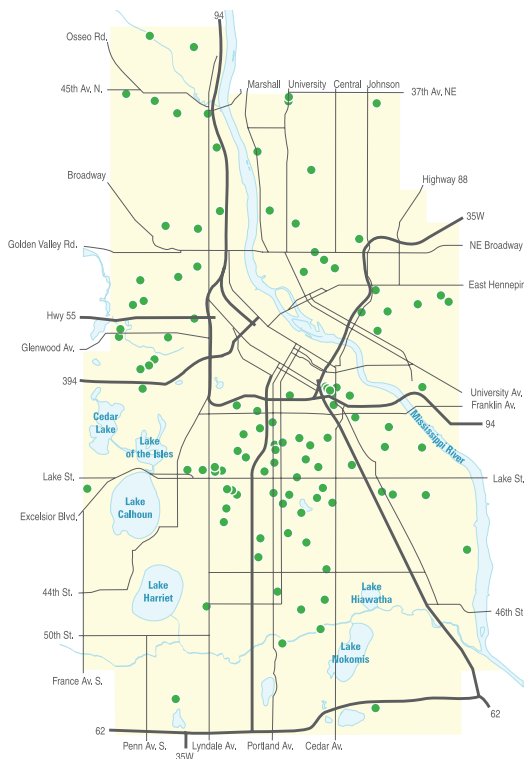 94
Osseo Rd.
45th Av. N.
Marshall
University
Central
Johnson
37th Av. NE
Broadway
Highway 88
35W
Golden Valley Rd.
NE Broadway
East Hennepin
Hwy 55
Glenwood Av.
394
University Av.
Franklin Av.
94
Cedar
Lake
Lake
of the Isles
Mississippi River
Lake St.
Lake St.
Excelsior Blvd.
Lake
Calhoun
44th St.
Lake
Harriet
Lake
Hiawatha
46th St
50th St.
Lake
Nokomis
France Av. S.
62
62
Penn Av. S.
35W
Lyndale Av.
Portland Av.
Cedar Av.